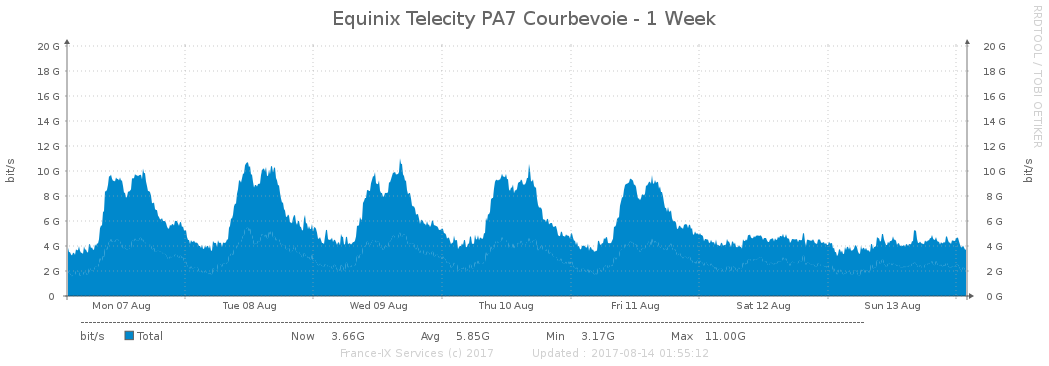 Equinix Telecity PA7 Courbevoie - 1 Week
RRDTOOL / TOBI OETIKER
bit/s
20 G
18 G
16 G
14 G
12 G
10 G
8 G
6 G
4 G
2 G
0
20 G
18 G
16 G
14 G
12 G
10 G
8 G
6 G
4 G
2 G
0 G
bit/s
Mon 07 Aug Tue 08 Aug Wed 09 Aug Thu 10 Aug Fri 11 Aug Sat 12 Aug Sun 13 Aug
bit/s Total Now 3.66G Avg 5.85G Min 3.17G Max 11.00G
France-IX Services (c) 2017 Updated : 2017-08-14 01:55:12